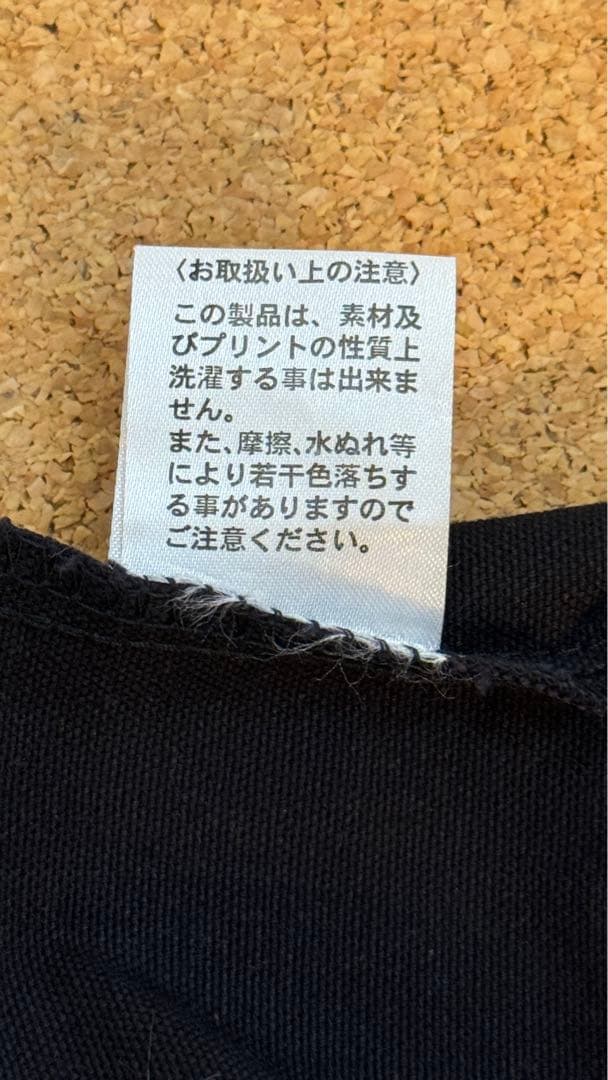 〈お取扱い上の注意〉
この製品は、素材及
びプリントの性質上
洗濯する事は出来ま
せん。
また、摩擦、水ぬれ等
により若干色落ちす
る事がありますので
ご注意ください。